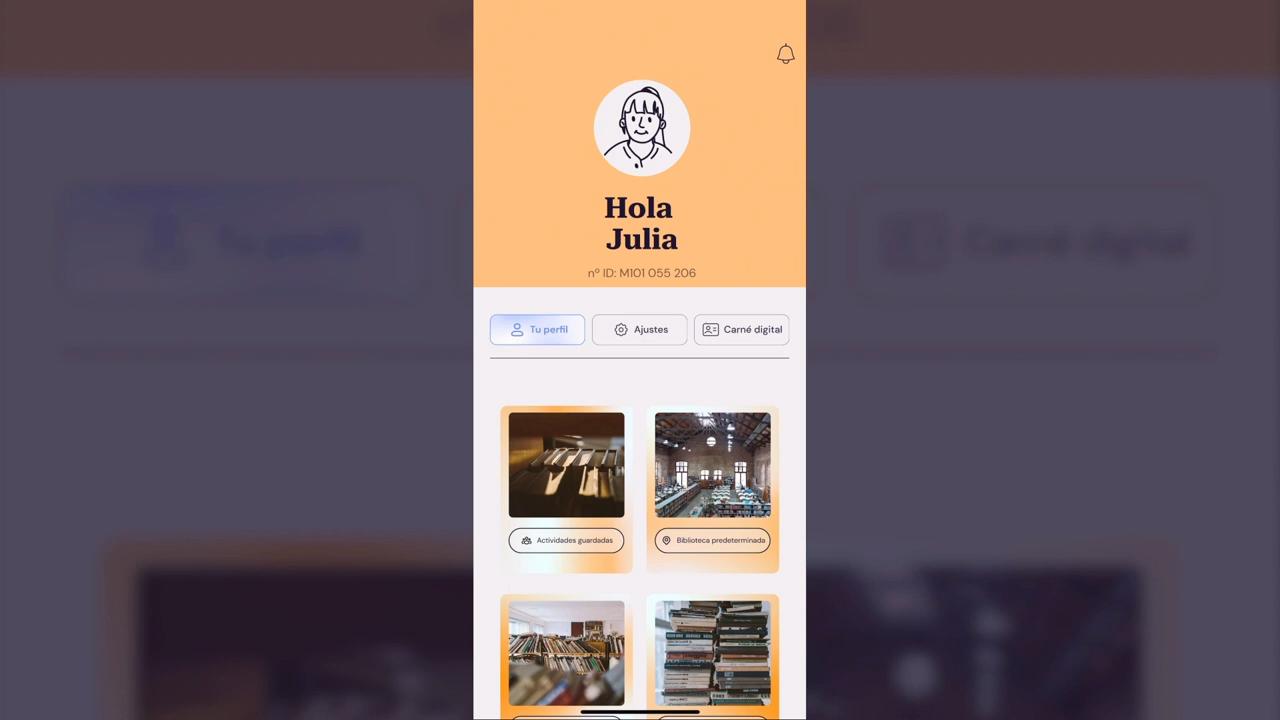 Hola
Julia
nº ID: M101 055 206
Tu perfil
Ajustes
Carné digital
Actividades guardadas
Biblioteca predeterminada